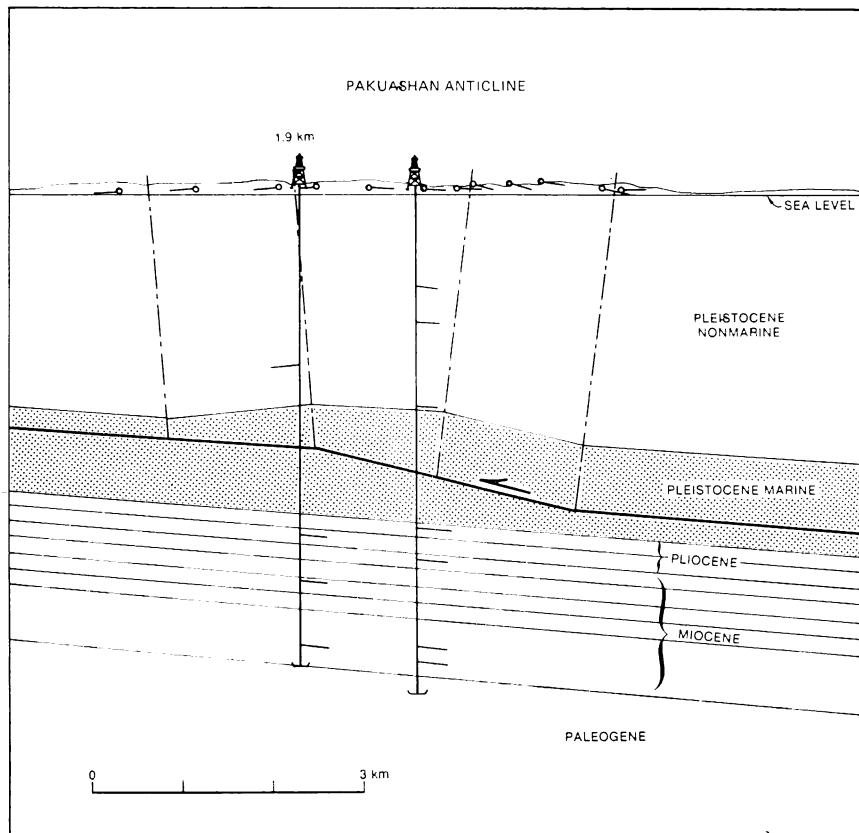 PAKUASHAN ANTICLINE
1.9 km
SEA LEVEL
PLEISTOCENE
NONMARINE
PLEISTOCENE MARINE
PLIOCENE
MIOCENE
PALEOGENE
0 3 km